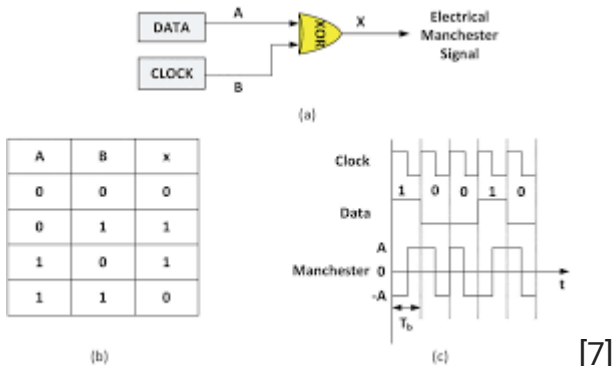 DATA
A
XOR
X
Electrical
Manchester
Signal
CLOCK
B
(a)
A B x
0 0 0
0 1 1
1 0 1
1 1 0
(b)
Clock
1 0 0 1 0
Data
A
Manchester 0
-A
t
Tb
(c)
[7]